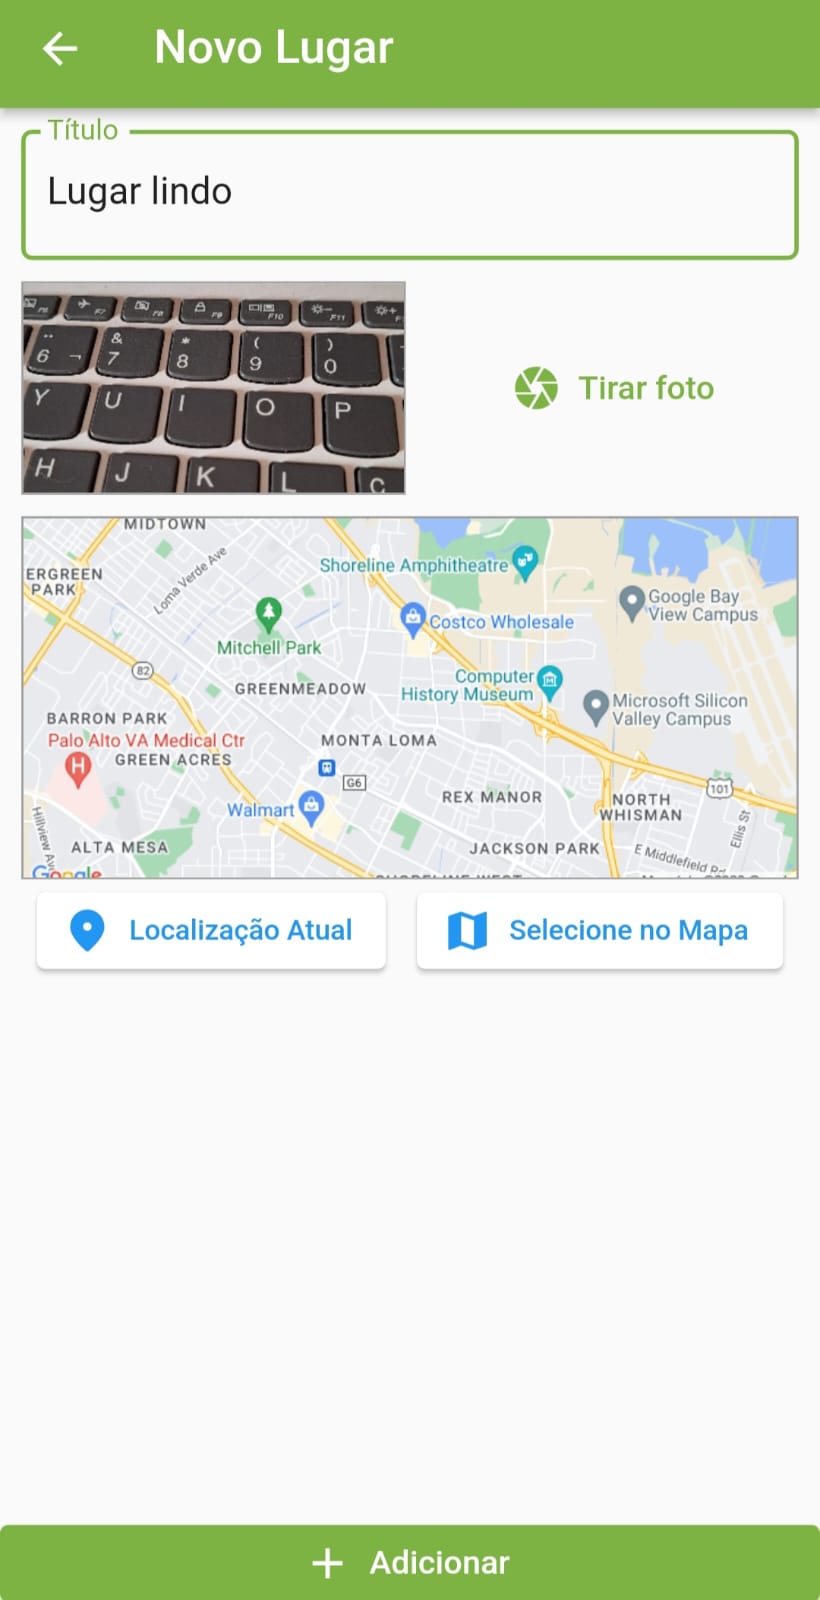 Novo Lugar
Título
Lugar lindo
F7
F9
F10
F11
& * ( )
6 ¬ 7 8 9 0
Y U I O P
H J K L Ç
Tirar foto
MIDTOWN
Loma Verde Ave
Shoreline Amphitheatre
ERGREEN
PARK
Google Bay
View Campus
Costco Wholesale
Mitchell Park
82
Computer
History Museum
GREENMEADOW
Microsoft Silicon
Valley Campus
BARRON PARK
Palo Alto VA Medical Ctr
MONTA LOMA
GREEN ACRES
H
G6
101
REX MANOR
NORTH
WHISMAN
Walmart
Ellis St
Hillview Av
ALTA MESA
JACKSON PARK
E Middlefield Rd
Google
Localização Atual
Selecione no Mapa
Adicionar